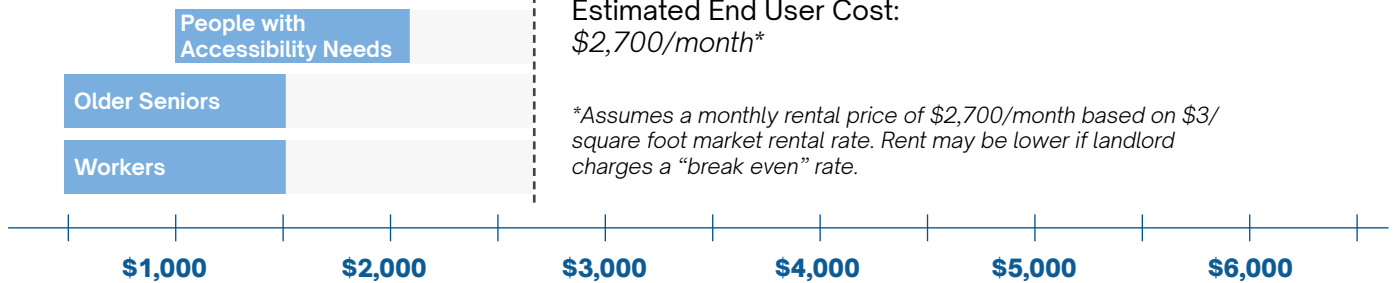 Estimated End User Cost:
$2,700/month*
People with
Accessibility Needs
Older Seniors
Workers
*Assumes a monthly rental price of $2,700/month based on $3/
square foot market rental rate. Rent may be lower if landlord
charges a “break even” rate.
$1,000 $2,000 $3,000 $4,000 $5,000 $6,000